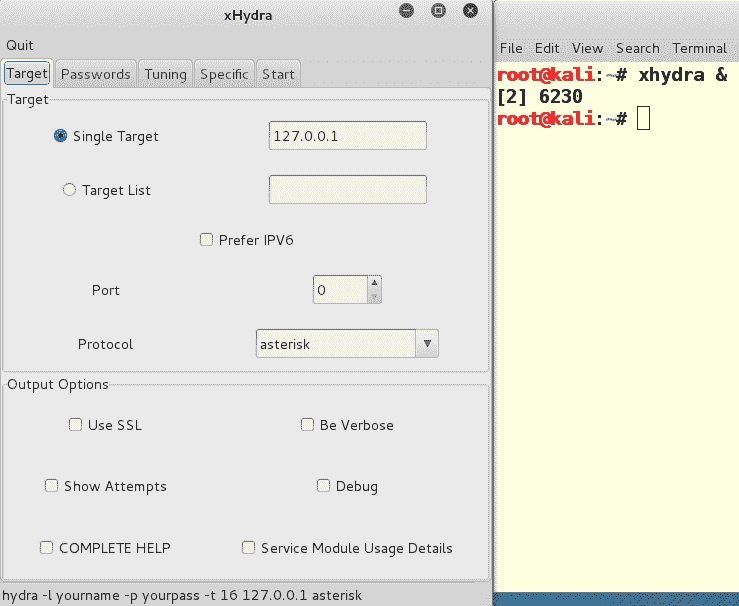 xHydra
Quit
Target Passwords Tuning Specific Start
Target
Single Target 127.0.0.1
Target List
Prefer IPV6
Port 0
Protocol asterisk
Output Options
Use SSL Be Verbose
Show Attempts Debug
COMPLETE HELP Service Module Usage Details
hydra -l yourname -p yourpass -t 16 127.0.0.1 asterisk
File Edit View Search Terminal
root@kali:~# xhydra &
[2] 6230
root@kali:~#